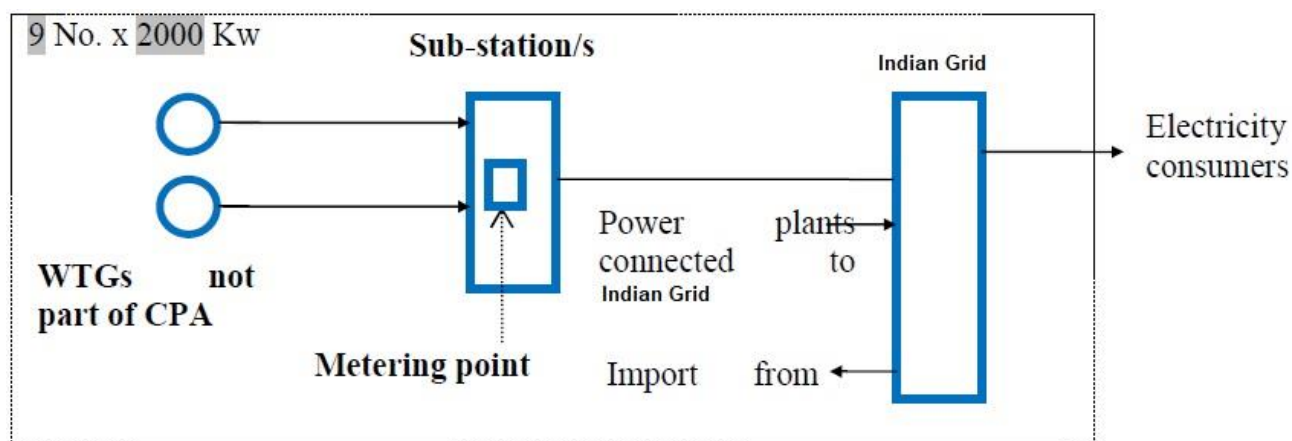 9 No. x 2000 Kw
Sub-station/s
Indian Grid
Electricity
consumers
Power plants
connected to
Indian Grid
WTGs not
part of CPA
Metering point
Import from